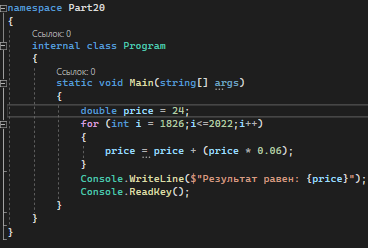 namespace Part20
{
Ссылок: 0
internal class Program
{
Ссылок: 0
static void Main(string[] args)
{
double price = 24;
for (int i = 1826;i<=2022;i++)
{
price = price + (price * 0.06);
}
Console.WriteLine($"Результат равен: {price}");
Console.ReadKey();
}
}
}